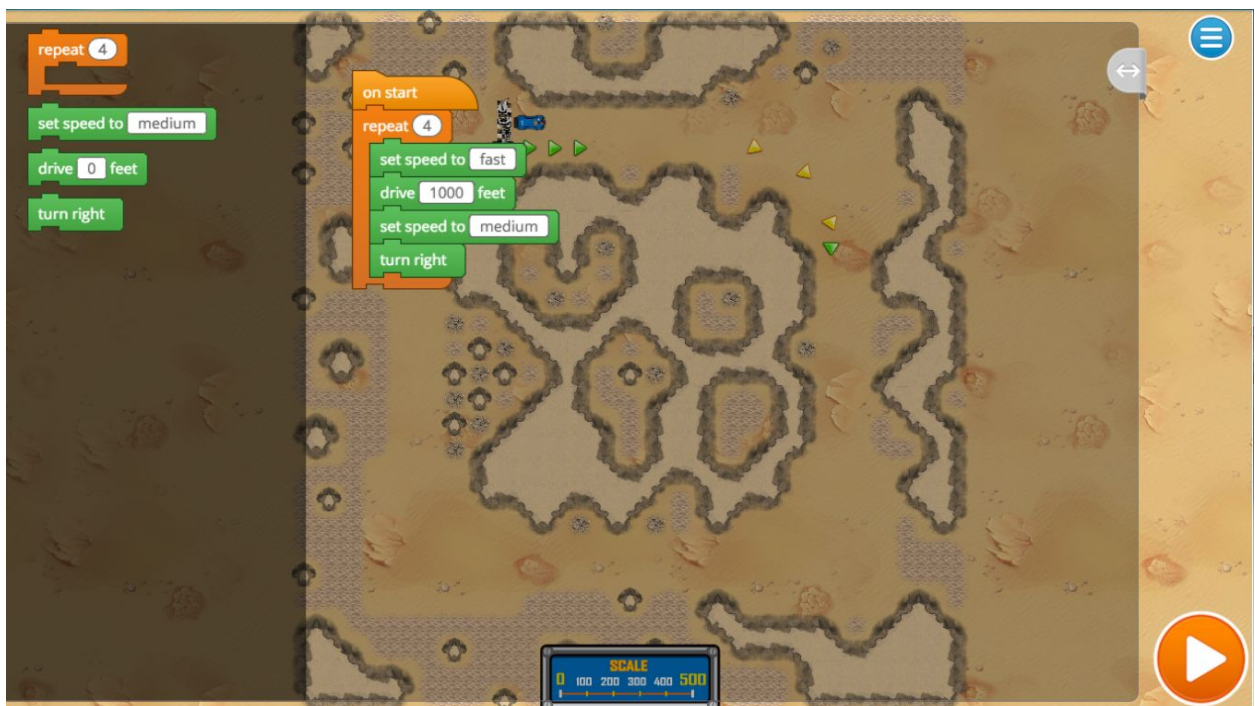 repeat 4
set speed to medium
drive 0 feet
turn right
on start
repeat 4
set speed to fast
drive 1000 feet
set speed to medium
turn right
SCALE
0 100 200 300 400 500